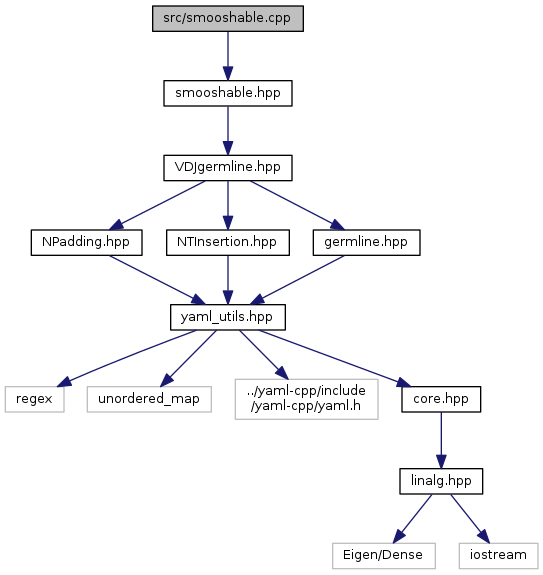 src/smooshable.cpp
smooshable.hpp
VDJgermline.hpp
NPadding.hpp
NTInsertion.hpp
germline.hpp
yaml_utils.hpp
regex
unordered_map
../yaml-cpp/include
/yaml-cpp/yaml.h
core.hpp
linalg.hpp
Eigen/Dense
iostream